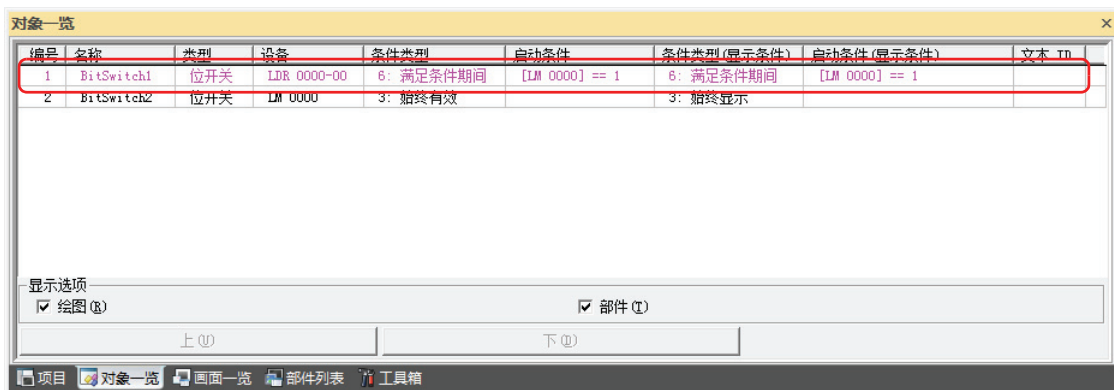 对象一览
编号 名称 类型 设备 条件类型 启动条件 条件类型(显示条件) 启动条件(显示条件) 文本 ID
1 BitSwitch1 位开关 LDR 0000-00 6: 满足条件期间 [LM 0000] == 1 6: 满足条件期间 [LM 0000] == 1
2 BitSwitch2 位开关 LM 0000 3: 始终有效 3: 始终显示
显示选项
绘图(R) 部件(T)
上(U) 下(D)
项目 对象一览 画面一览 部件列表 工具箱